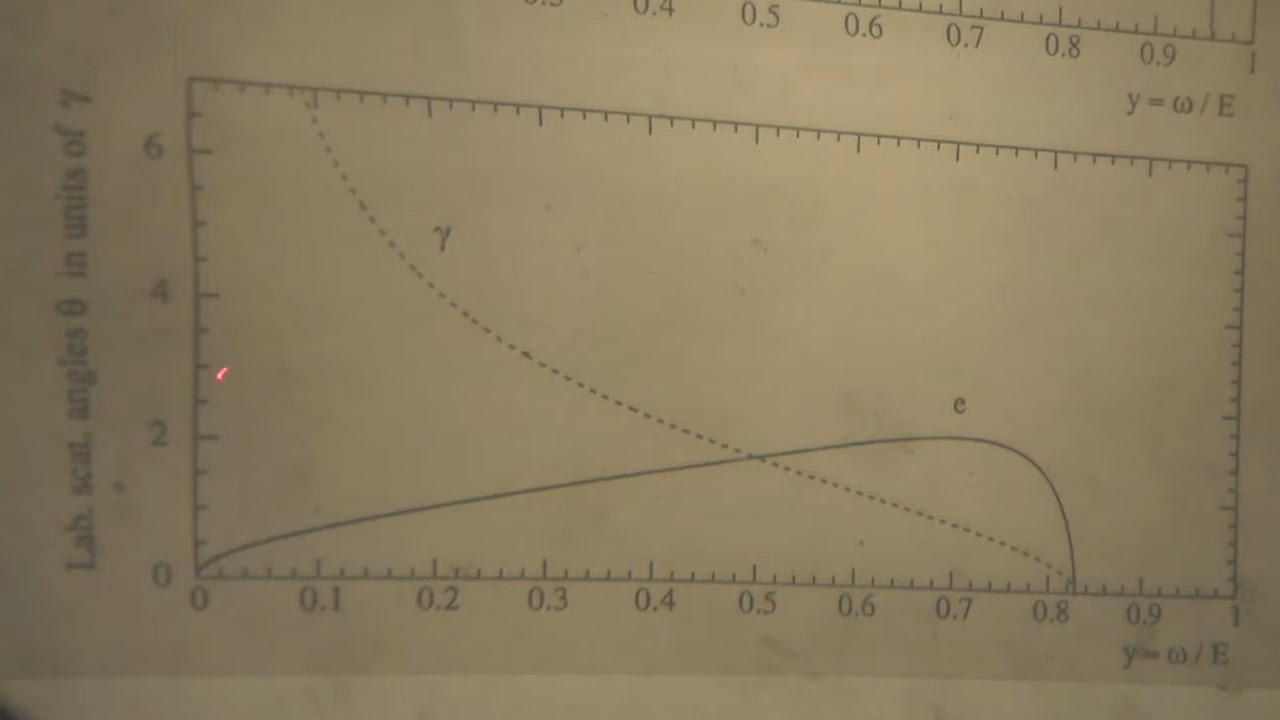 0.4 0.5 0.6 0.7 0.8 0.9 1
y = ω / E
Lab. scat. angles θ in units of γ
6
4
2
0
γ
e
0 0.1 0.2 0.3 0.4 0.5 0.6 0.7 0.8 0.9 1
y = ω / E